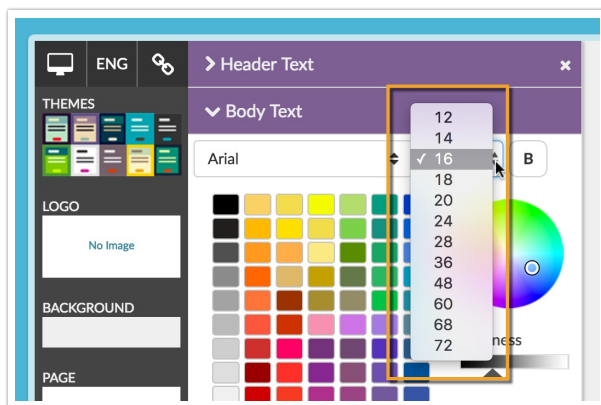 ENG
Header Text
×
THEMES
Body Text
Arial
B
12
14
✓ 16
18
20
24
28
36
48
60
68
72
LOGO
No Image
BACKGROUND
PAGE